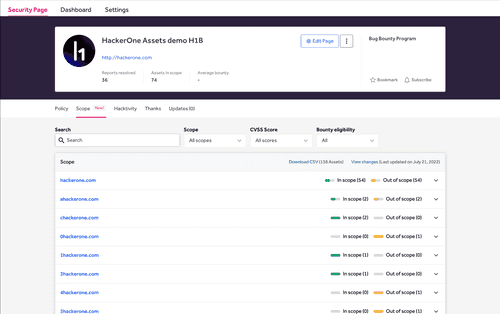 Security Page Dashboard Settings
HackerOne Assets demo H1B
Edit Page
Bug Bounty Program
http://hackerone.com
Reports resolved Assets in scope Average bounty
36 74 -
Bookmark Subscribe
Policy Scope New! Hacktivity Thanks Updates (0)
Search Scope CVSS Score Bounty eligibility
Search All scopes All scores All
Scope Download CSV (138 Assets) View changes (Last updated on July 21, 2022)
hackerone.com In scope (54) Out of scope (54)
ahackerone.com In scope (2) Out of scope (2)
chackerone.com In scope (2) Out of scope (0)
0hackerone.com In scope (0) Out of scope (1)
1hackerone.com In scope (1) Out of scope (1)
2hackerone.com In scope (1) Out of scope (0)
4hackerone.com In scope (0) Out of scope (1)
5hackerone.com In scope (0) Out of scope (1)